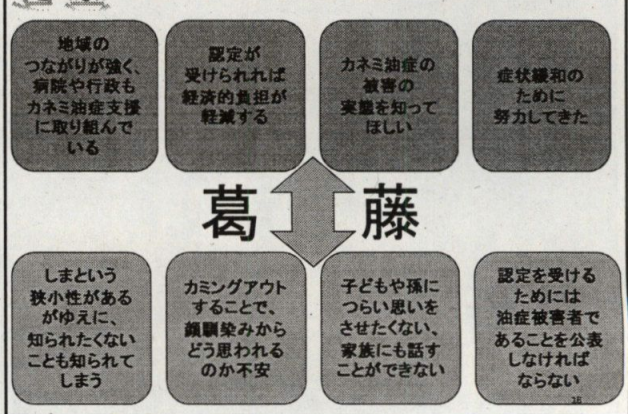 地域の
つながりが強く、
病院や行政も
カネミ油症支援
に取り組んで
いる
認定が
受けられれば
経済的負担が
軽減する
カネミ油症の
被害の
実態を知って
ほしい
症状緩和の
ために
努力してきた
葛藤
しまという
狭小性がある
がゆえに、
知られたくない
ことも知られて
しまう
カミングアウト
することで、
顔馴染みから
どう思われる
のか不安
子どもや孫に
つらい思いを
させたくない、
家族にも話す
ことができない
認定を受ける
ためには
油症被害者で
あることを公表
しなければ
ならない